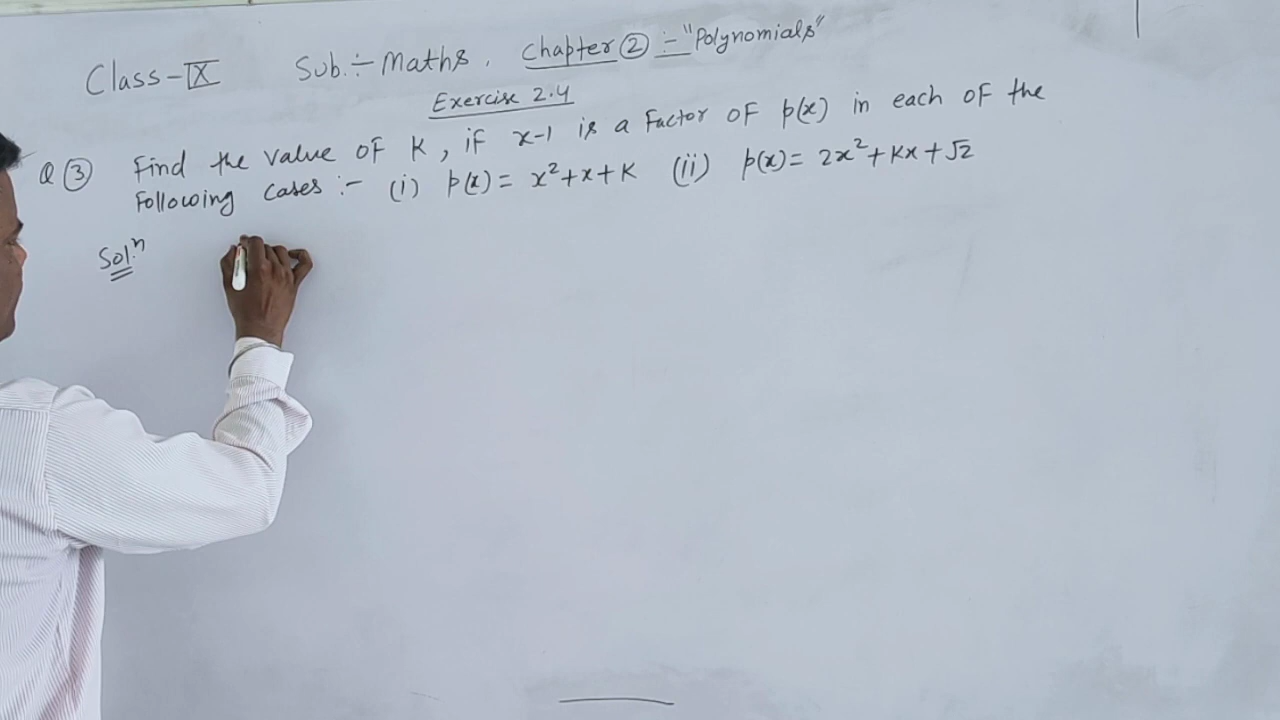 Class-IX Sub.÷ Maths, Chapter ② :- "Polynomials"
Exercise 2.4
Q ③ Find the value of K, if x-1 is a factor of p(x) in each of the
following cases :- (i) p(x) = x²+x+K (ii) p(x) = 2x²+Kx+√2
Sol.ⁿ